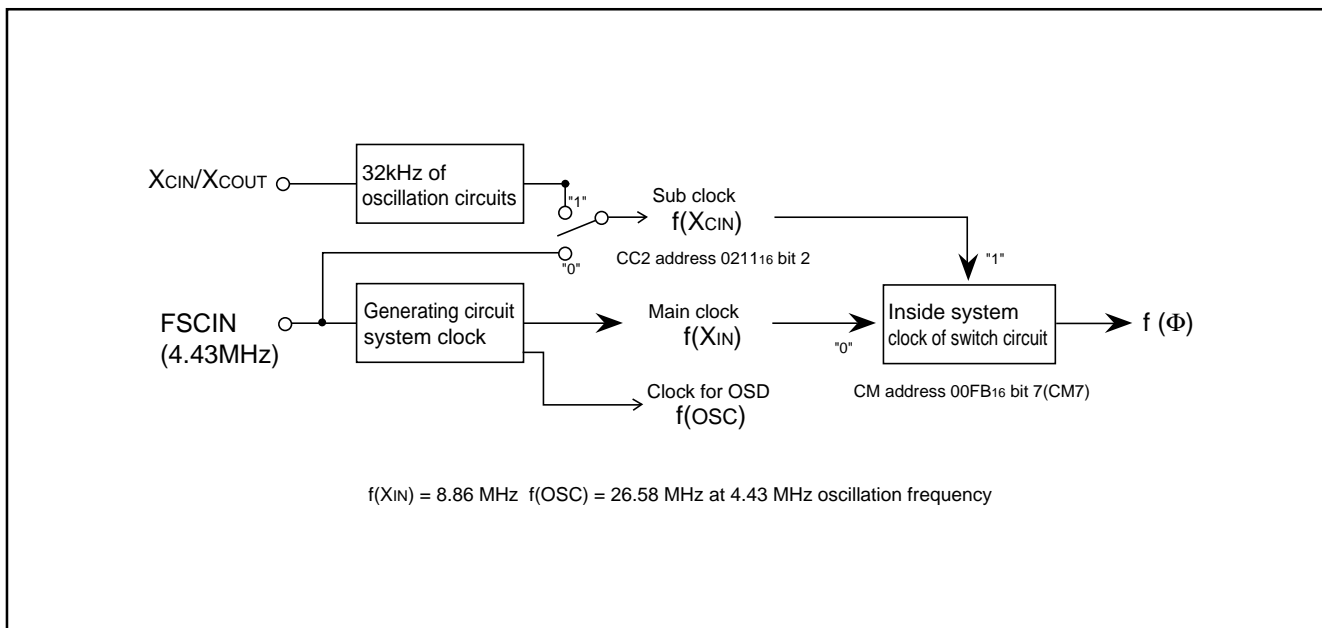 XCIN/XCOUT
32kHz of
oscillation circuits
"1"
"0"
Sub clock
f(XCIN)
CC2 address 021116 bit 2
"1"
FSCIN
(4.43MHz)
Generating circuit
system clock
Main clock
f(XIN)
"0"
Inside system
clock of switch circuit
f (Φ)
Clock for OSD
f(OSC)
CM address 00FB16 bit 7(CM7)
f(XIN) = 8.86 MHz f(OSC) = 26.58 MHz at 4.43 MHz oscillation frequency